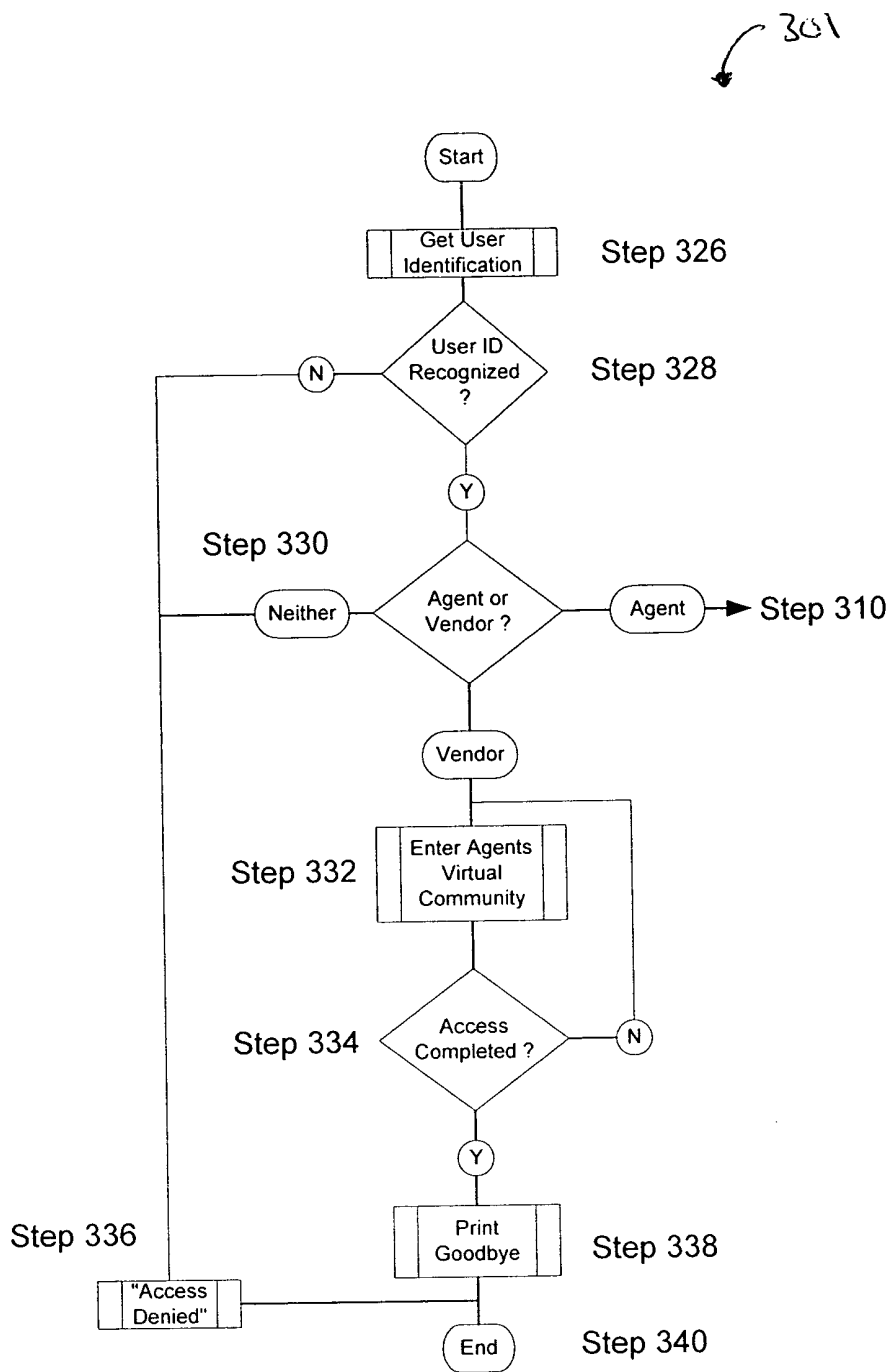 301
Start
Get User
Identification
Step 326
User ID
Recognized
?
Step 328
N
Y
Step 330
Neither
Agent or
Vendor ?
Agent
Step 310
Vendor
Step 332
Enter Agents
Virtual
Community
Step 334
Access
Completed ?
N
Y
Step 336
Print
Goodbye
Step 338
"Access
Denied"
End
Step 340